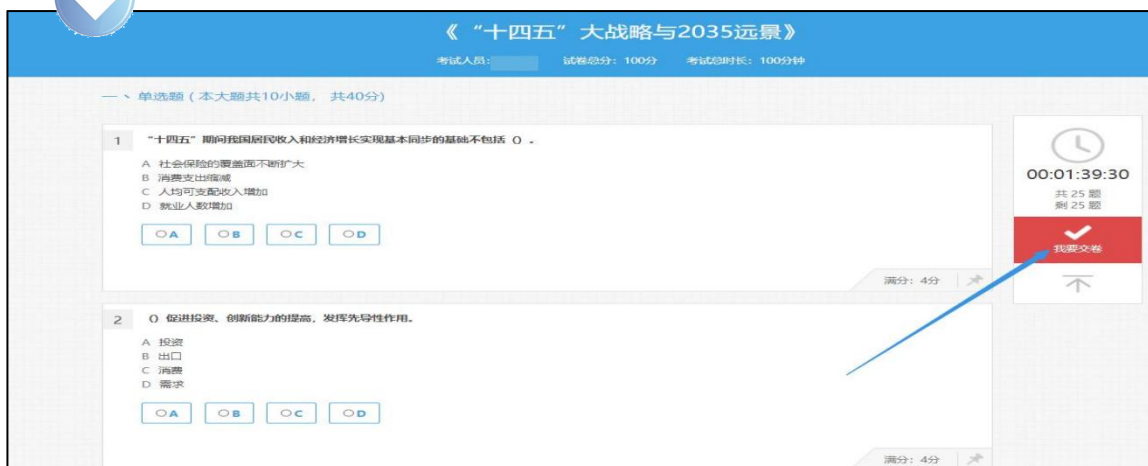 《“十四五”大战略与2035远景》
考试人员: 试卷总分: 100分 考试总时长: 100分钟
一、单选题 ( 本大题共10小题, 共40分)
1 “十四五”期间我国居民收入和经济增长实现基本同步的基础不包括 () 。
A 社会保险的覆盖面不断扩大
B 消费支出缩减
C 人均可支配收入增加
D 就业人数增加
A B C D
满分: 4分
2 () 促进投资、创新能力的提高, 发挥先导性作用。
A 投资
B 出口
C 消费
D 需求
A B C D
满分: 4分
00:01:39:30
共 25 题
剩 25 题
我要交卷